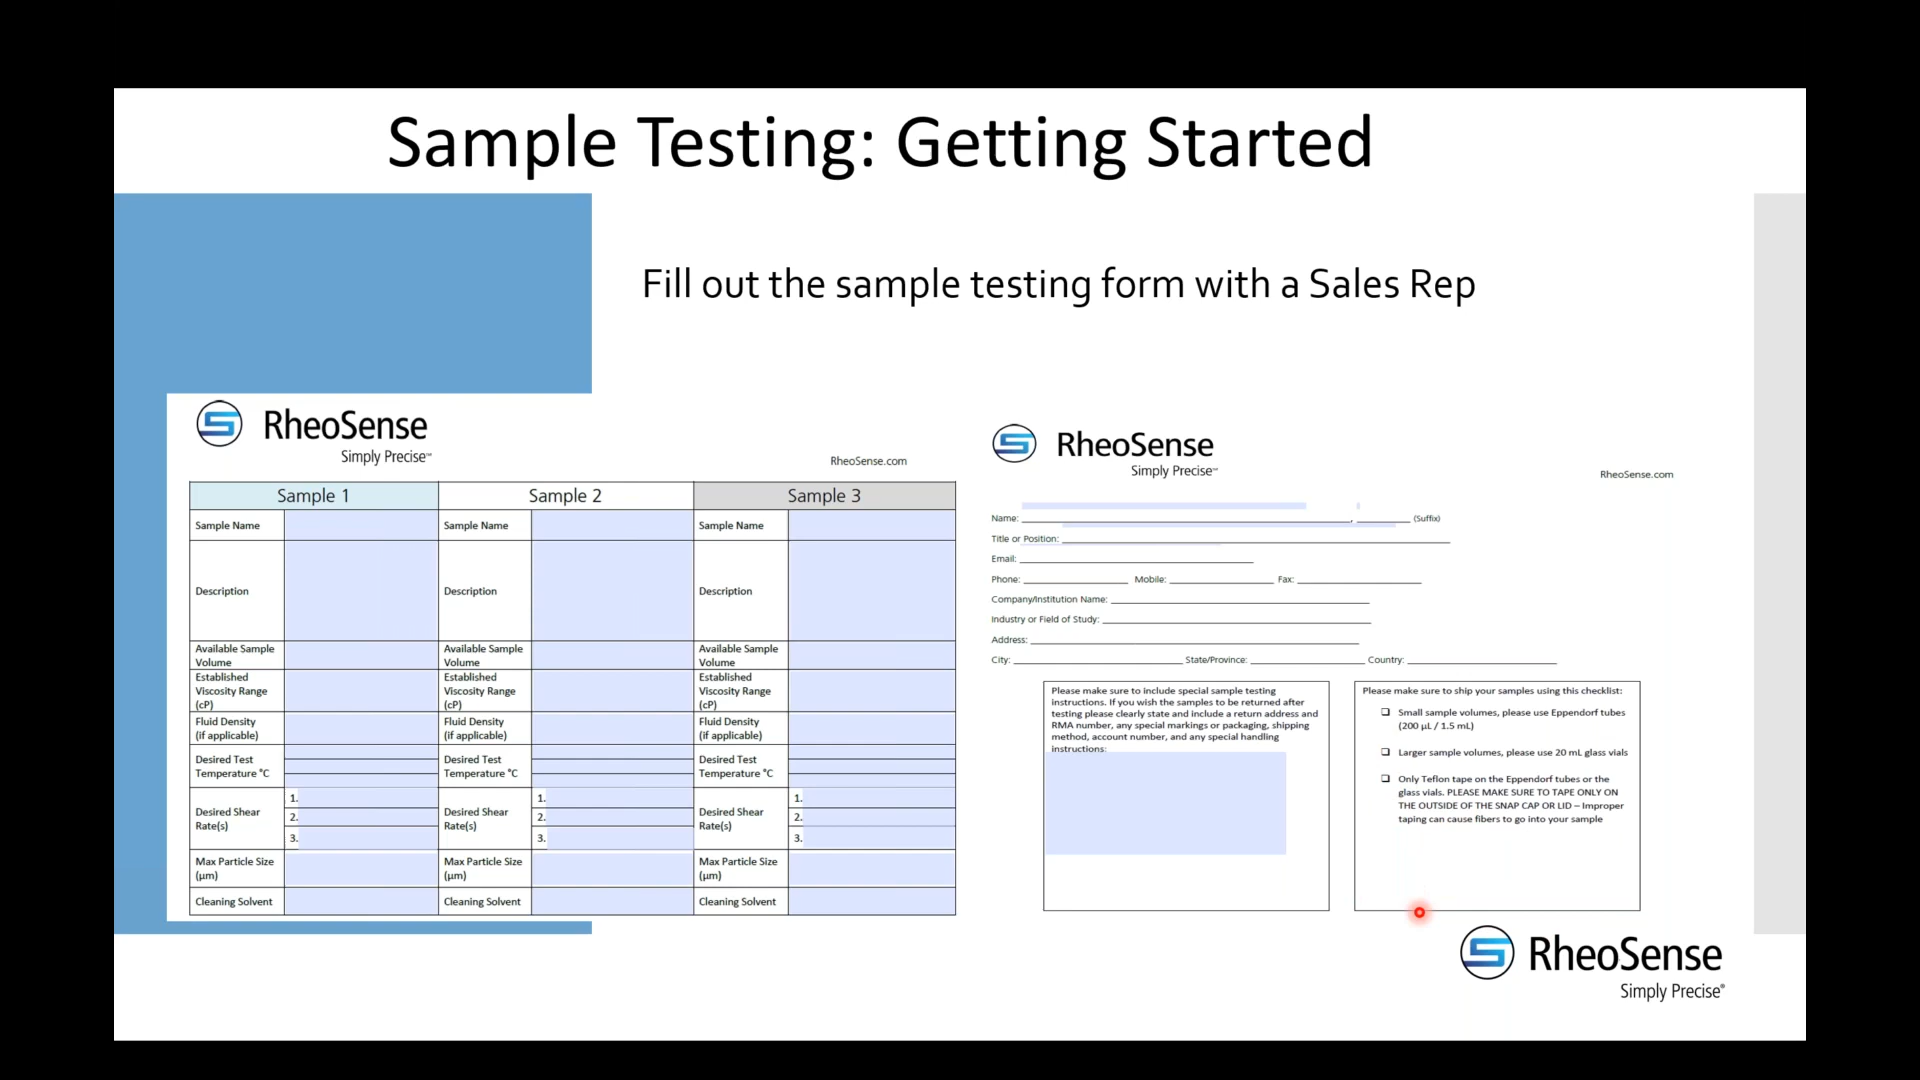 Sample Testing: Getting Started
Fill out the sample testing form with a Sales Rep
RheoSense
Simply Precise™
RheoSense.com
Sample 1 Sample 2 Sample 3
Sample Name Sample Name Sample Name
Description Description Description
Available Sample Available Sample Available Sample
Volume Volume Volume
Established Established Established
Viscosity Range Viscosity Range Viscosity Range
(cP) (cP) (cP)
Fluid Density Fluid Density Fluid Density
(if applicable) (if applicable) (if applicable)
Desired Test Desired Test Desired Test
Temperature °C Temperature °C Temperature °C
1. 1. 1.
Desired Shear Desired Shear Desired Shear
2. 2. 2.
Rate(s) Rate(s) Rate(s)
3. 3. 3.
Max Particle Size Max Particle Size Max Particle Size
(µm) (µm) (µm)
Cleaning Solvent Cleaning Solvent Cleaning Solvent
RheoSense
Simply Precise™
RheoSense.com
Name: , (Suffix)
Title or Position:
Email:
Phone: Mobile: Fax:
Company/Institution Name:
Industry or Field of Study:
Address:
City: State/Province: Country:
Please make sure to include special sample testing
instructions. If you wish the samples to be returned after
testing please clearly state and include a return address and
RMA number, any special markings or packaging, shipping
method, account number, and any special handling
instructions:
Please make sure to ship your samples using this checklist:
❑ Small sample volumes, please use Eppendorf tubes
(200 µL / 1.5 mL)
❑ Larger sample volumes, please use 20 mL glass vials
❑ Only Teflon tape on the Eppendorf tubes or the
glass vials. PLEASE MAKE SURE TO TAPE ONLY ON
THE OUTSIDE OF THE SNAP CAP OR LID – Improper
taping can cause fibers to go into your sample
RheoSense
Simply Precise®